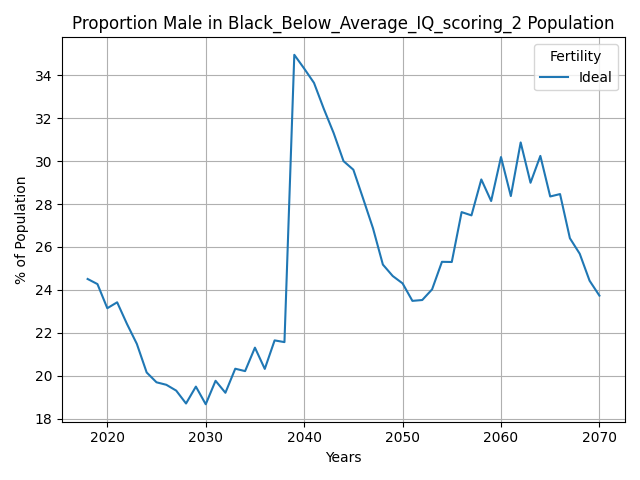 Proportion Male in Black_Below_Average_IQ_scoring_2 Population
Fertility
Ideal
34
32
30
28
26
24
22
20
18
% of Population
2020 2030 2040 2050 2060 2070
Years